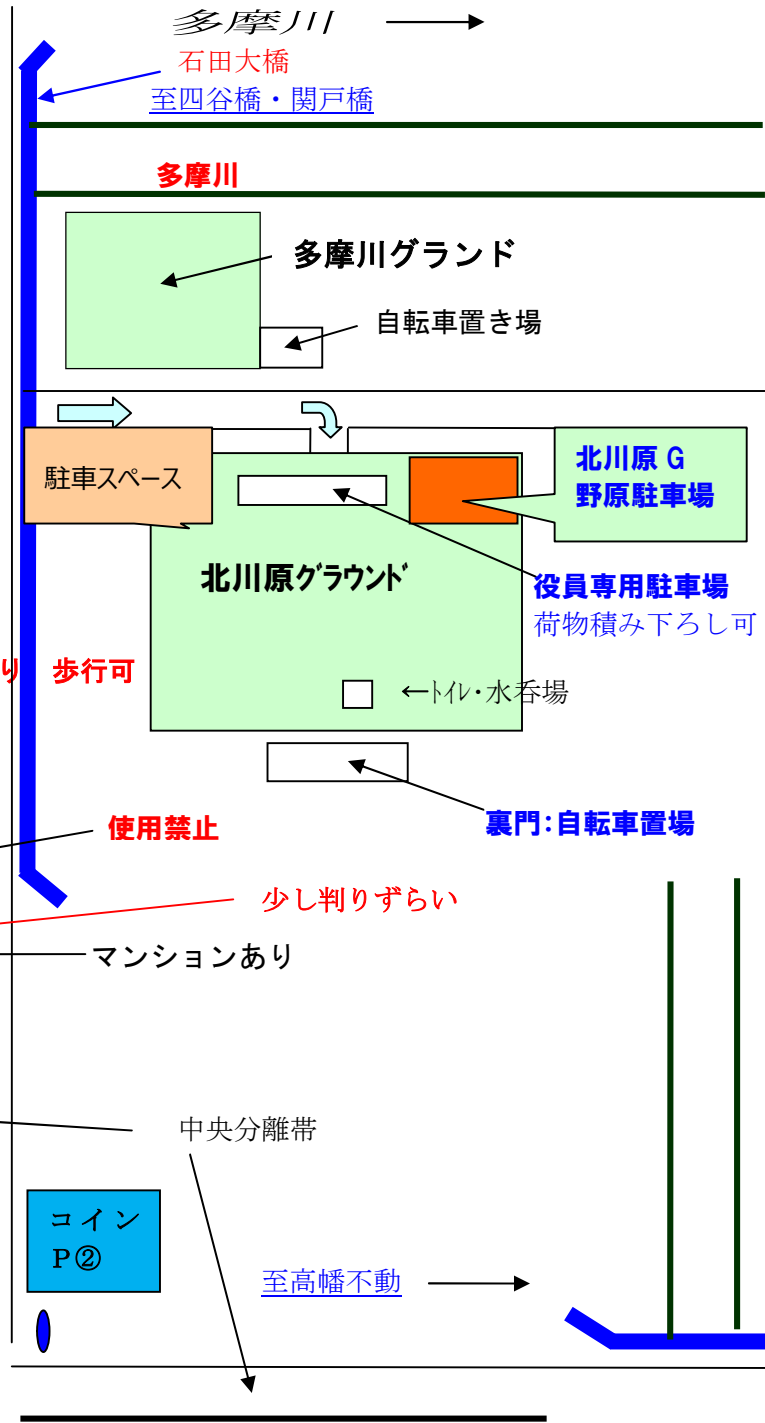 多摩川
石田大橋
至四谷橋・関戸橋
多摩川
多摩川グランド
自転車置き場
駐車スペース
北川原 G
野原駐車場
北川原グラウンド
役員専用駐車場
荷物積み下ろし可
り 歩行可
←トイレ・水呑場
裏門:自転車置場
使用禁止
少し判りずらい
マンションあり
中央分離帯
コイン
P②
至高幡不動